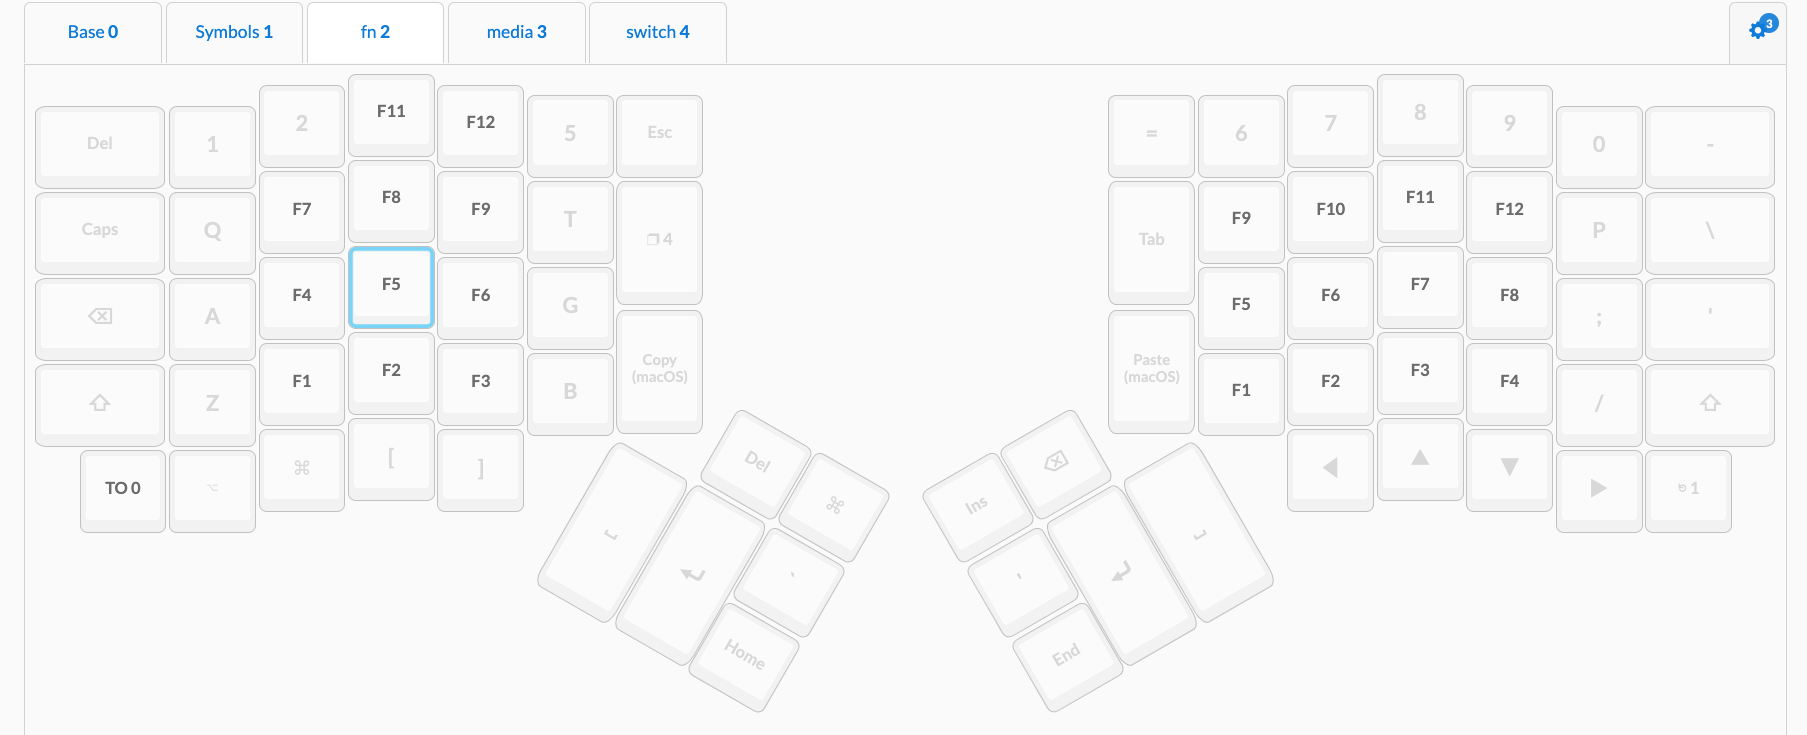 Base 0
Symbols 1
fn 2
media 3
switch 4
3
Del
1
2
F11
F12
5
Esc
=
6
7
8
9
0
-
Caps
Q
F7
F8
F9
T
4
Tab
F9
F10
F11
F12
P
\
A
F4
F5
F6
G
F5
F6
F7
F8
;
'
Z
F1
F2
F3
B
Copy
(macOS)
Paste
(macOS)
F1
F2
F3
F4
/
TO 0
⌥
⌘
[
]
◀
▲
▼
▶
1
Del
⌘
`
Home
Ins
'
End